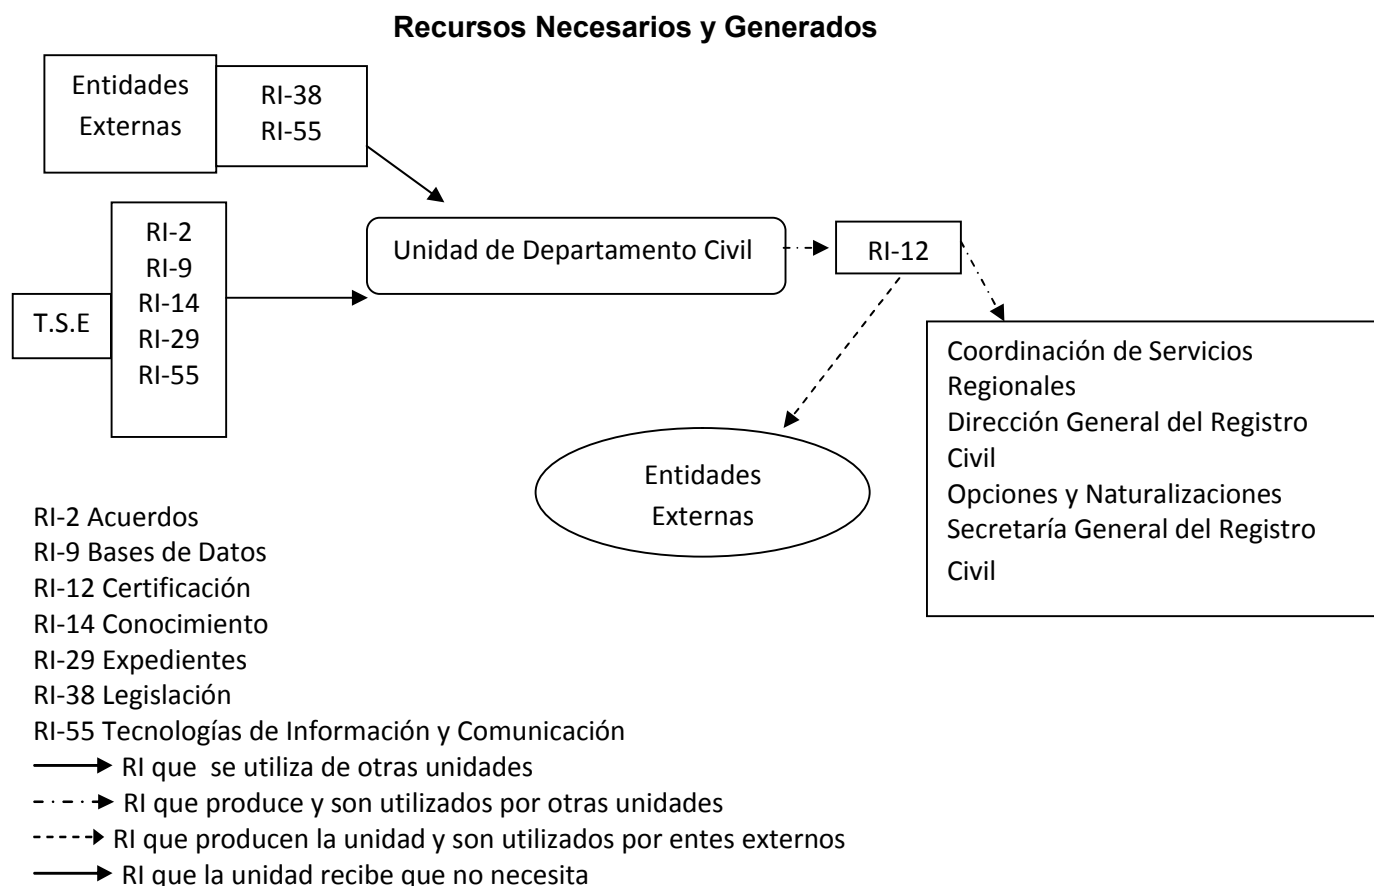 Recursos Necesarios y Generados
Entidades
Externas
RI-38
RI-55
T.S.E
RI-2
RI-9
RI-14
RI-29
RI-55
Unidad de Departamento Civil
RI-12
Coordinación de Servicios
Regionales
Dirección General del Registro
Civil
Opciones y Naturalizaciones
Secretaría General del Registro
Civil
Entidades
Externas
RI-2 Acuerdos
RI-9 Bases de Datos
RI-12 Certificación
RI-14 Conocimiento
RI-29 Expedientes
RI-38 Legislación
RI-55 Tecnologías de Información y Comunicación
RI que se utiliza de otras unidades
RI que produce y son utilizados por otras unidades
RI que producen la unidad y son utilizados por entes externos
RI que la unidad recibe que no necesita